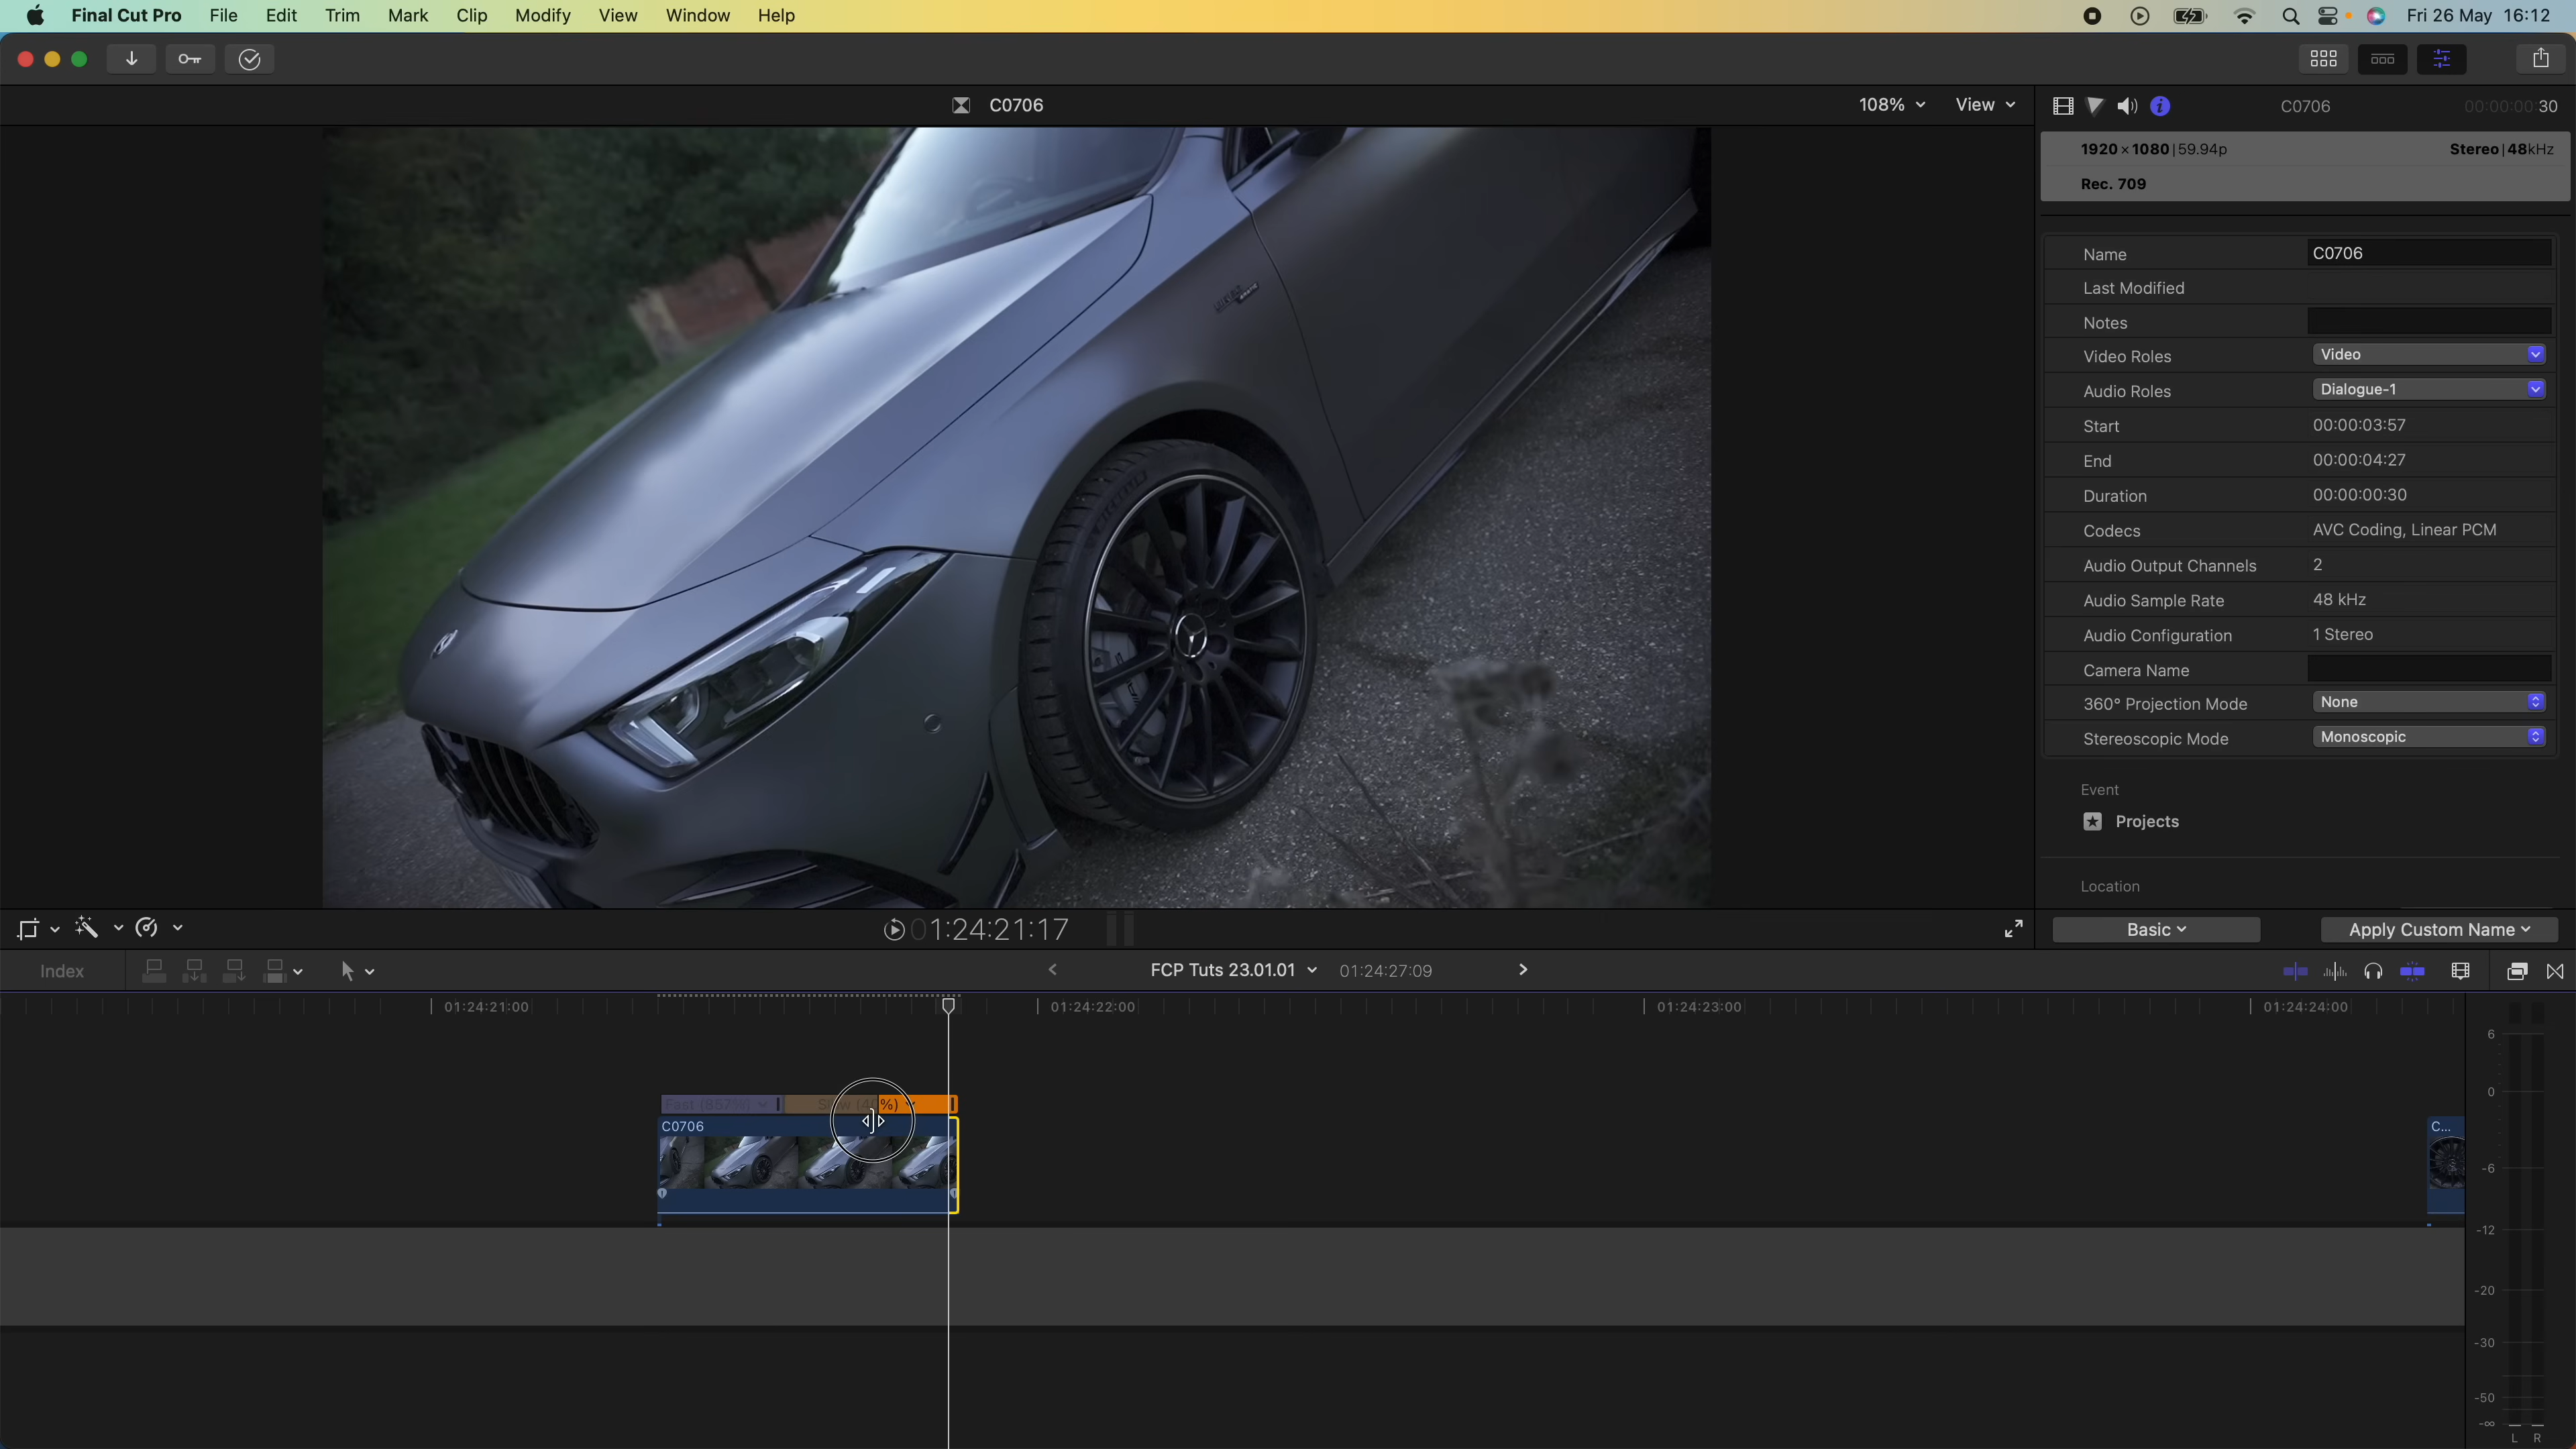 Final Cut Pro File Edit Trim Mark Clip Modify View Window Help Fri 26 May 16:12
C0706 108% View C0706 00:00:00:30
1920 × 1080 | 59.94p Stereo | 48kHz
Rec. 709
Name C0706
Last Modified
Notes
Video Roles Video
Audio Roles Dialogue-1
Start 00:00:03:57
End 00:00:04:27
Duration 00:00:00:30
Codecs AVC Coding, Linear PCM
Audio Output Channels 2
Audio Sample Rate 48 kHz
Audio Configuration 1 Stereo
Camera Name
360° Projection Mode None
Stereoscopic Mode Monoscopic
Event
Projects
Location
01:24:21:17 Basic Apply Custom Name
Index FCP Tuts 23.01.01 01:24:27:09
01:24:21:00 01:24:22:00 01:24:23:00 01:24:24:00
6
0
-6
-12
-20
-30
-50
-∞
L R
Fast (857%) Slow (40%)
C0706 C...